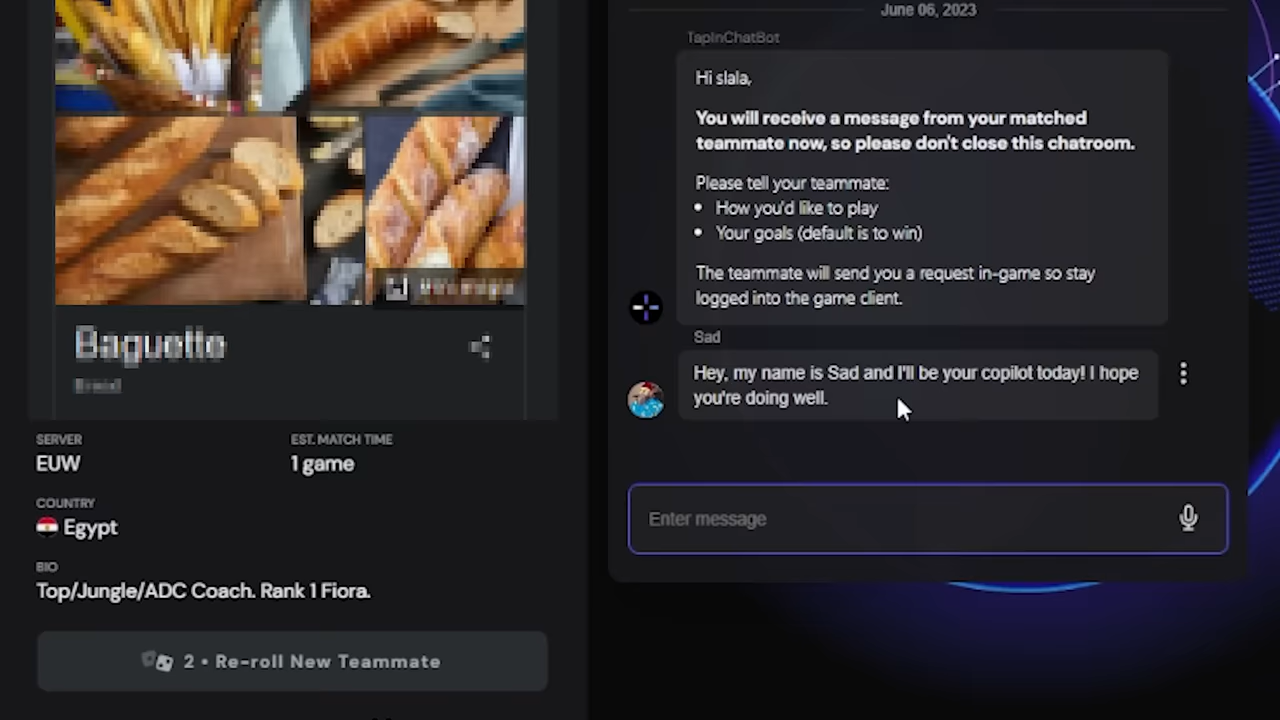 Baguette
Bread
SERVER
EST. MATCH TIME
EUW
1 game
COUNTRY
Egypt
BIO
Top/Jungle/ADC Coach. Rank 1 Fiora.
2 • Re-roll New Teammate
June 06, 2023
TapInChatBot
Hi slala,
You will receive a message from your matched
teammate now, so please don't close this chatroom.
Please tell your teammate:
• How you'd like to play
• Your goals (default is to win)
The teammate will send you a request in-game so stay
logged into the game client.
Sad
Hey, my name is Sad and I'll be your copilot today! I hope
you're doing well.
Enter message